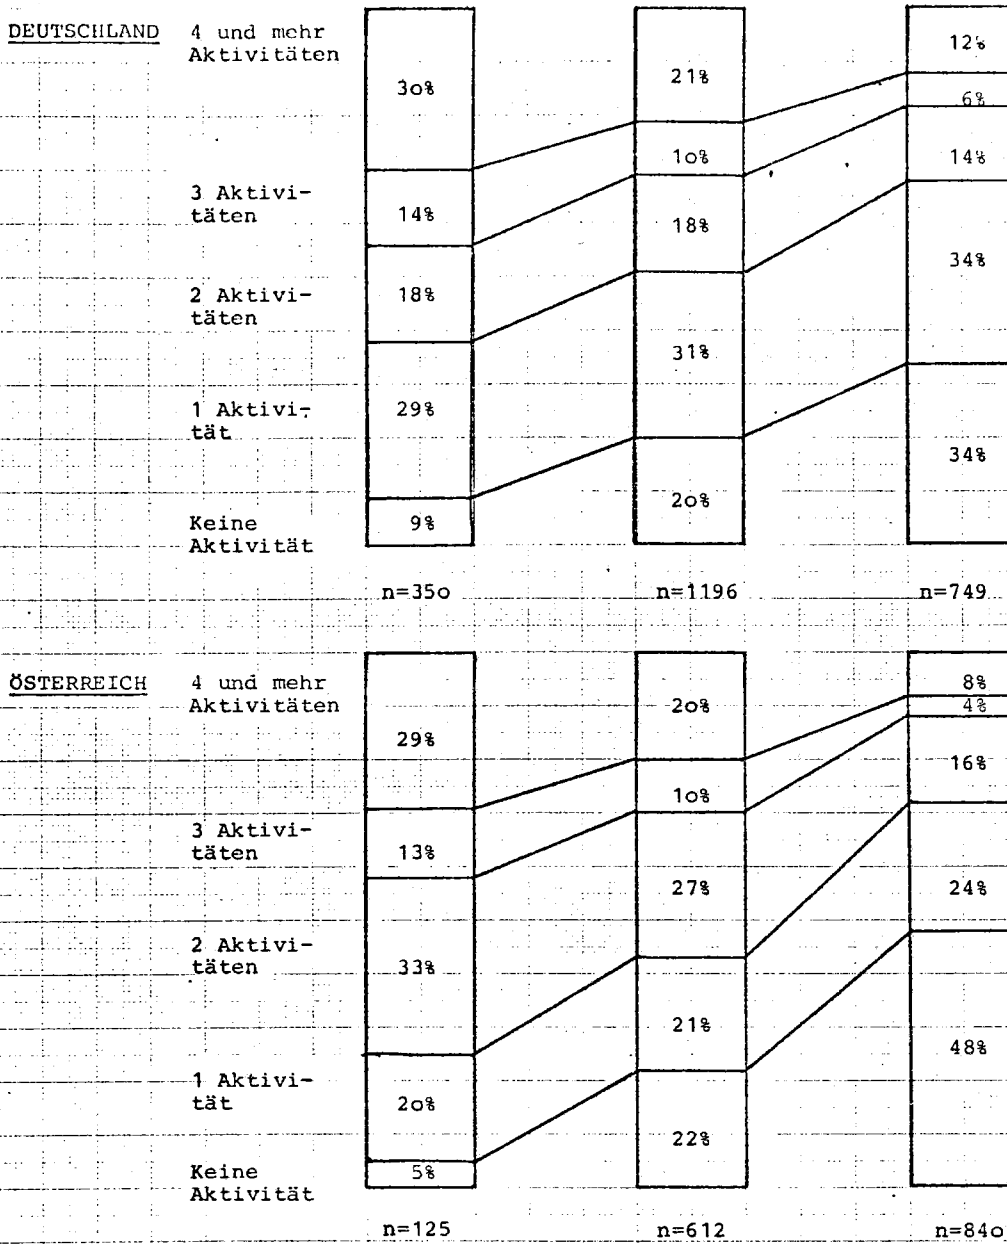 DEUTSCHLAND
4 und mehr
Aktivitäten
3 Aktivi-
täten
2 Aktivi-
täten
1 Aktivi-
tät
Keine
Aktivität
3o%
14%
18%
29%
9%
n=35o
21%
1o%
18%
31%
2o%
n=1196
12%
6%
14%
34%
34%
n=749
ÖSTERREICH
4 und mehr
Aktivitäten
3 Aktivi-
täten
2 Aktivi-
täten
1 Aktivi-
tät
Keine
Aktivität
29%
13%
33%
2o%
5%
n=125
2o%
1o%
27%
21%
22%
n=612
8%
4%
16%
24%
48%
n=84o